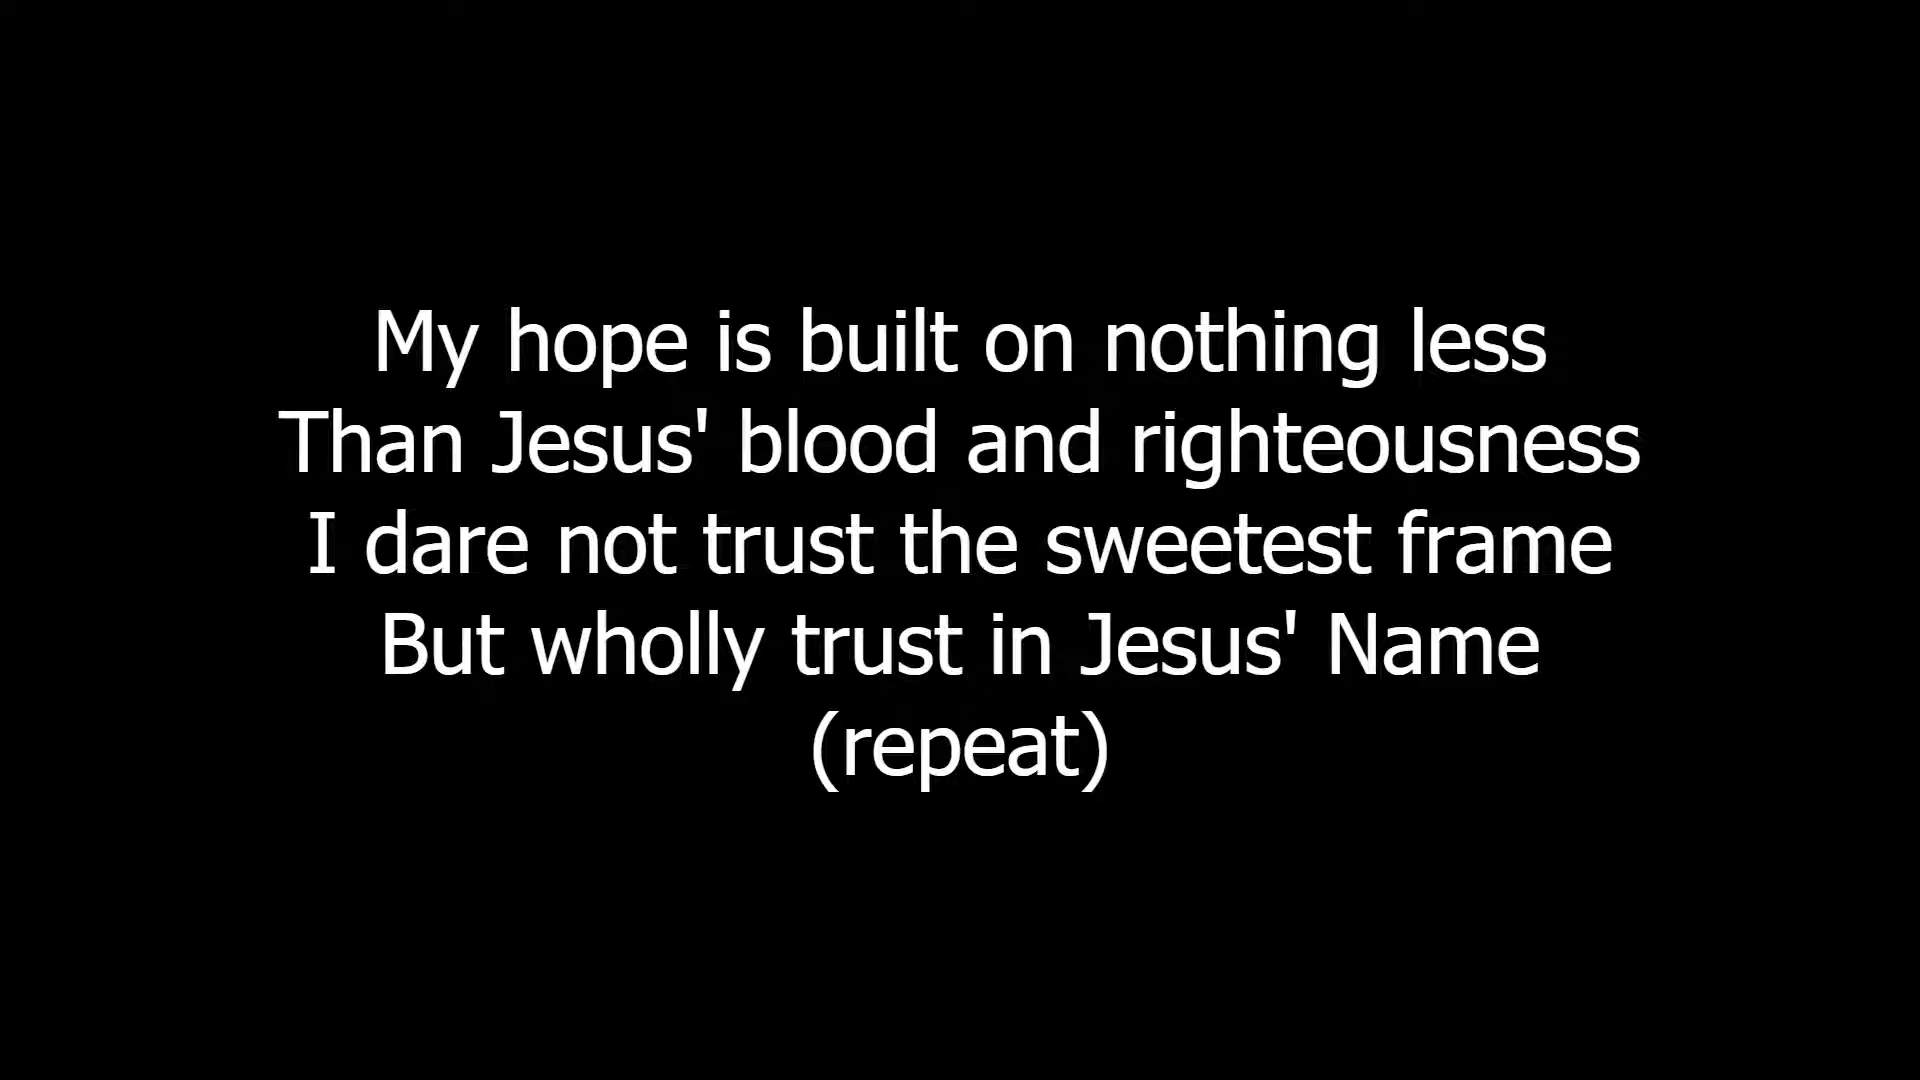 My hope is built on nothing less
Than Jesus' blood and righteousness
I dare not trust the sweetest frame
But wholly trust in Jesus' Name
(repeat)